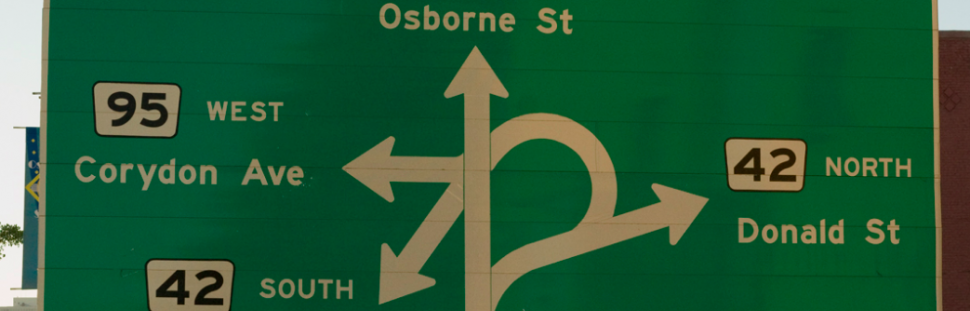 Osborne St
95 WEST
Corydon Ave
42 NORTH
Donald St
42 SOUTH